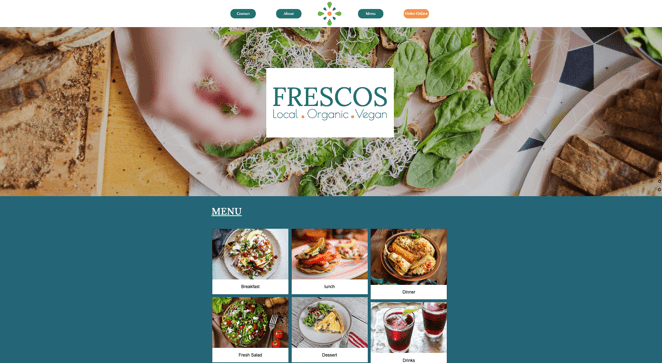 Contact
About
Menu
Order Online
FRESCOS
Local . Organic . Vegan
MENU
Breakfast
lunch
Dinner
Fresh Salad
Dessert
Drinks